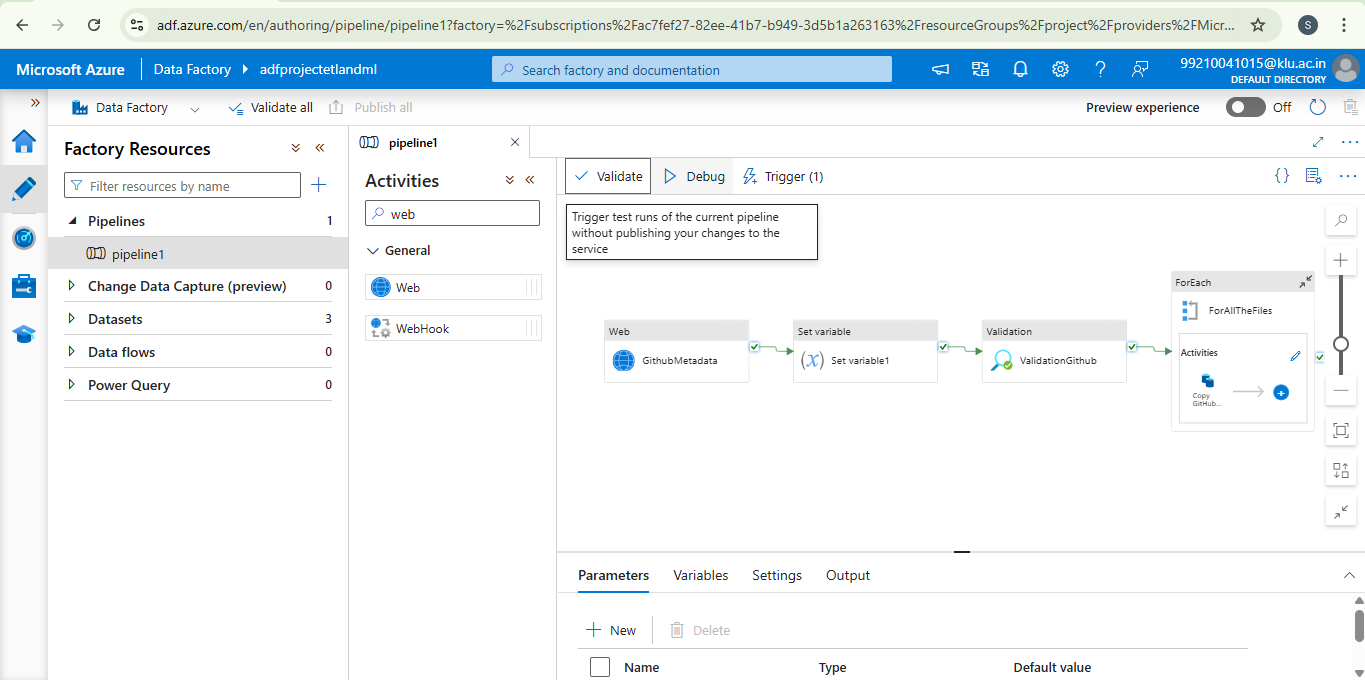 adf.azure.com/en/authoring/pipeline/pipeline1?factory=%2Fsubscriptions%2Fac7fef27-82ee-41b7-b949-3d5b1a263163%2FresourceGroups%2Fproject%2Fproviders%2FMicr...
S
Microsoft Azure
Data Factory
adfprojectetlandml
Search factory and documentation
99210041015@klu.ac.in
DEFAULT DIRECTORY
Data Factory
Validate all
Publish all
Preview experience
Off
Factory Resources
Filter resources by name
Pipelines 1
pipeline1
Change Data Capture (preview) 0
Datasets 3
Data flows 0
Power Query 0
pipeline1
Activities
web
General
Web
WebHook
Validate
Debug
Trigger (1)
Trigger test runs of the current pipeline
without publishing your changes to the
service
Web
GithubMetadata
Set variable
(x) Set variable1
Validation
ValidationGithub
ForEach
ForAllTheFiles
Activities
Copy
GitHub...
Parameters
Variables
Settings
Output
New
Delete
Name
Type
Default value